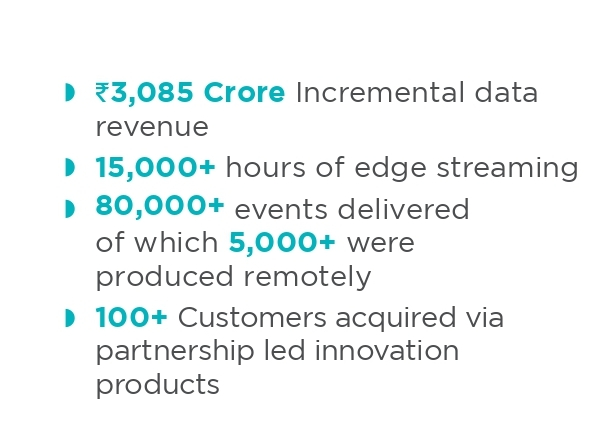 ₹3,085 Crore Incremental data
revenue
15,000+ hours of edge streaming
80,000+ events delivered
of which 5,000+ were
produced remotely
100+ Customers acquired via
partnership led innovation
products